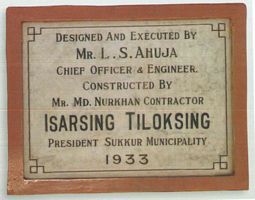 DESIGNED AND EXECUTED BY
MR. L. S. AHUJA
CHIEF OFFICER & ENGINEER.
CONSTRUCTED BY
MR. MD. NURKHAN CONTRACTOR
ISARSING TILOKSING
PRESIDENT SUKKUR MUNICIPALITY
1933